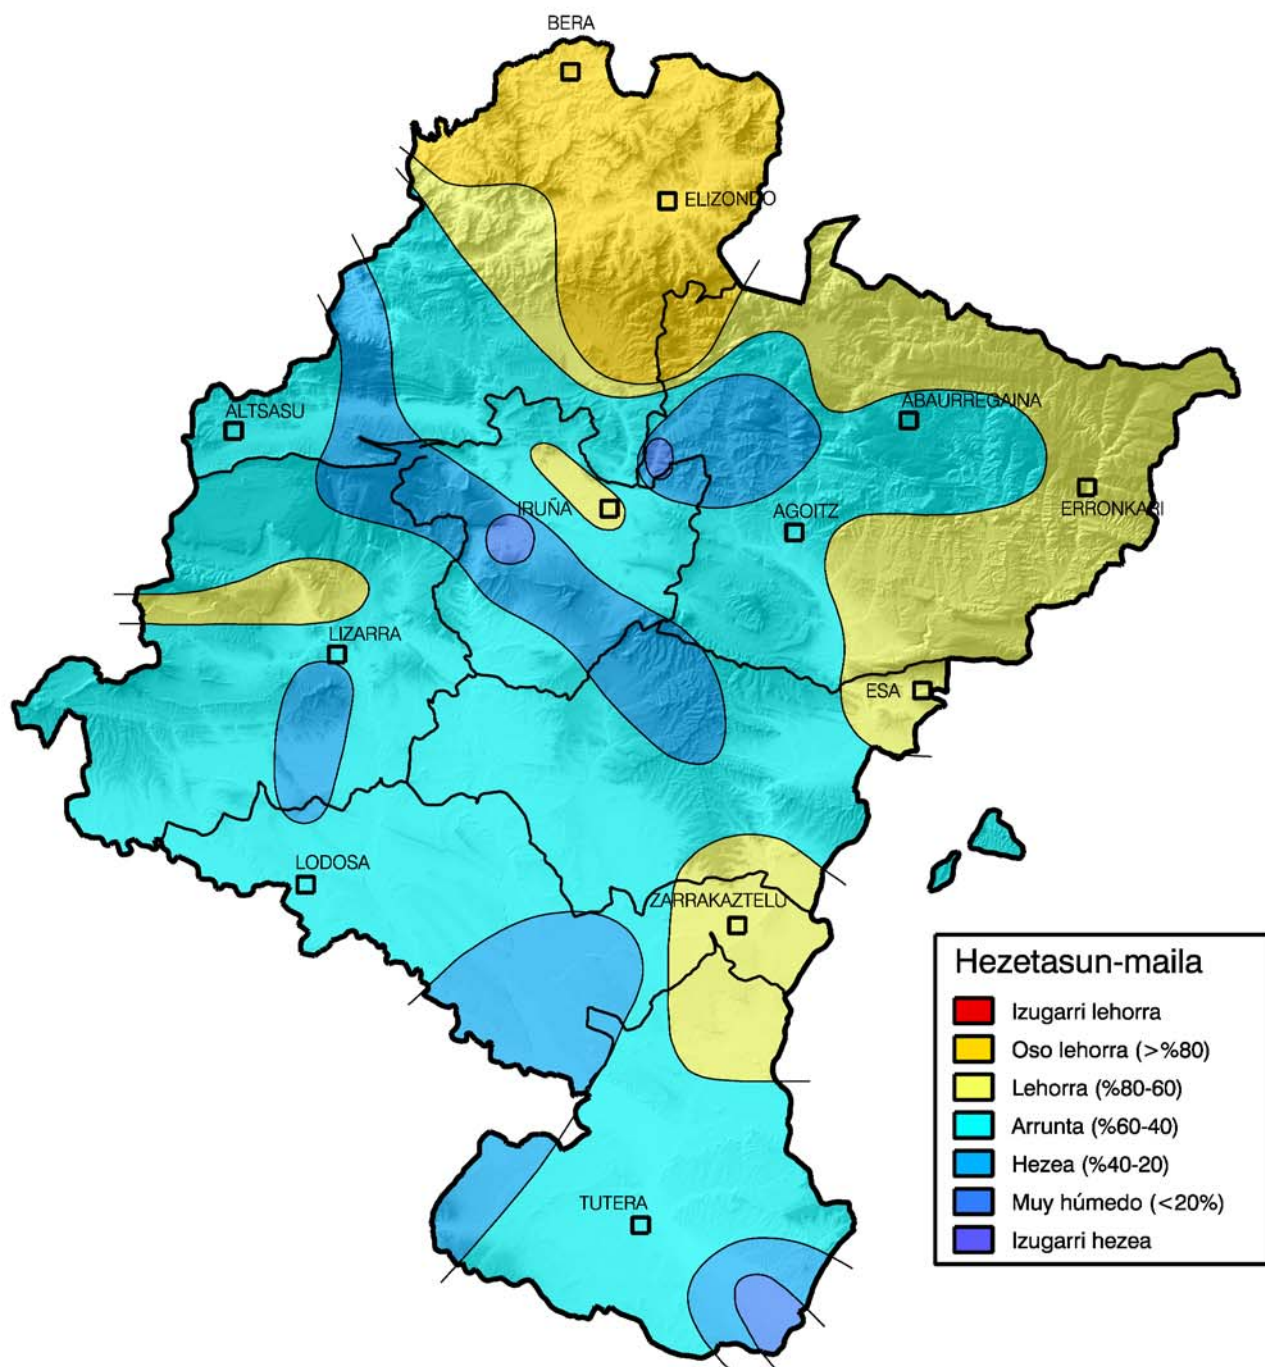 BERA
ELIZONDO
ALTSASU
ABAURREGAINA
IRUÑA
AGOITZ
ERRONKARI
LIZARRA
ESA
LODOSA
ZARRAKAZTELU
TUTERA
Hezetasun-maila
Izugarri lehorra
Oso lehorra (>%80)
Lehorra (%80-60)
Arrunta (%60-40)
Hezea (%40-20)
Muy húmedo (<20%)
Izugarri hezea